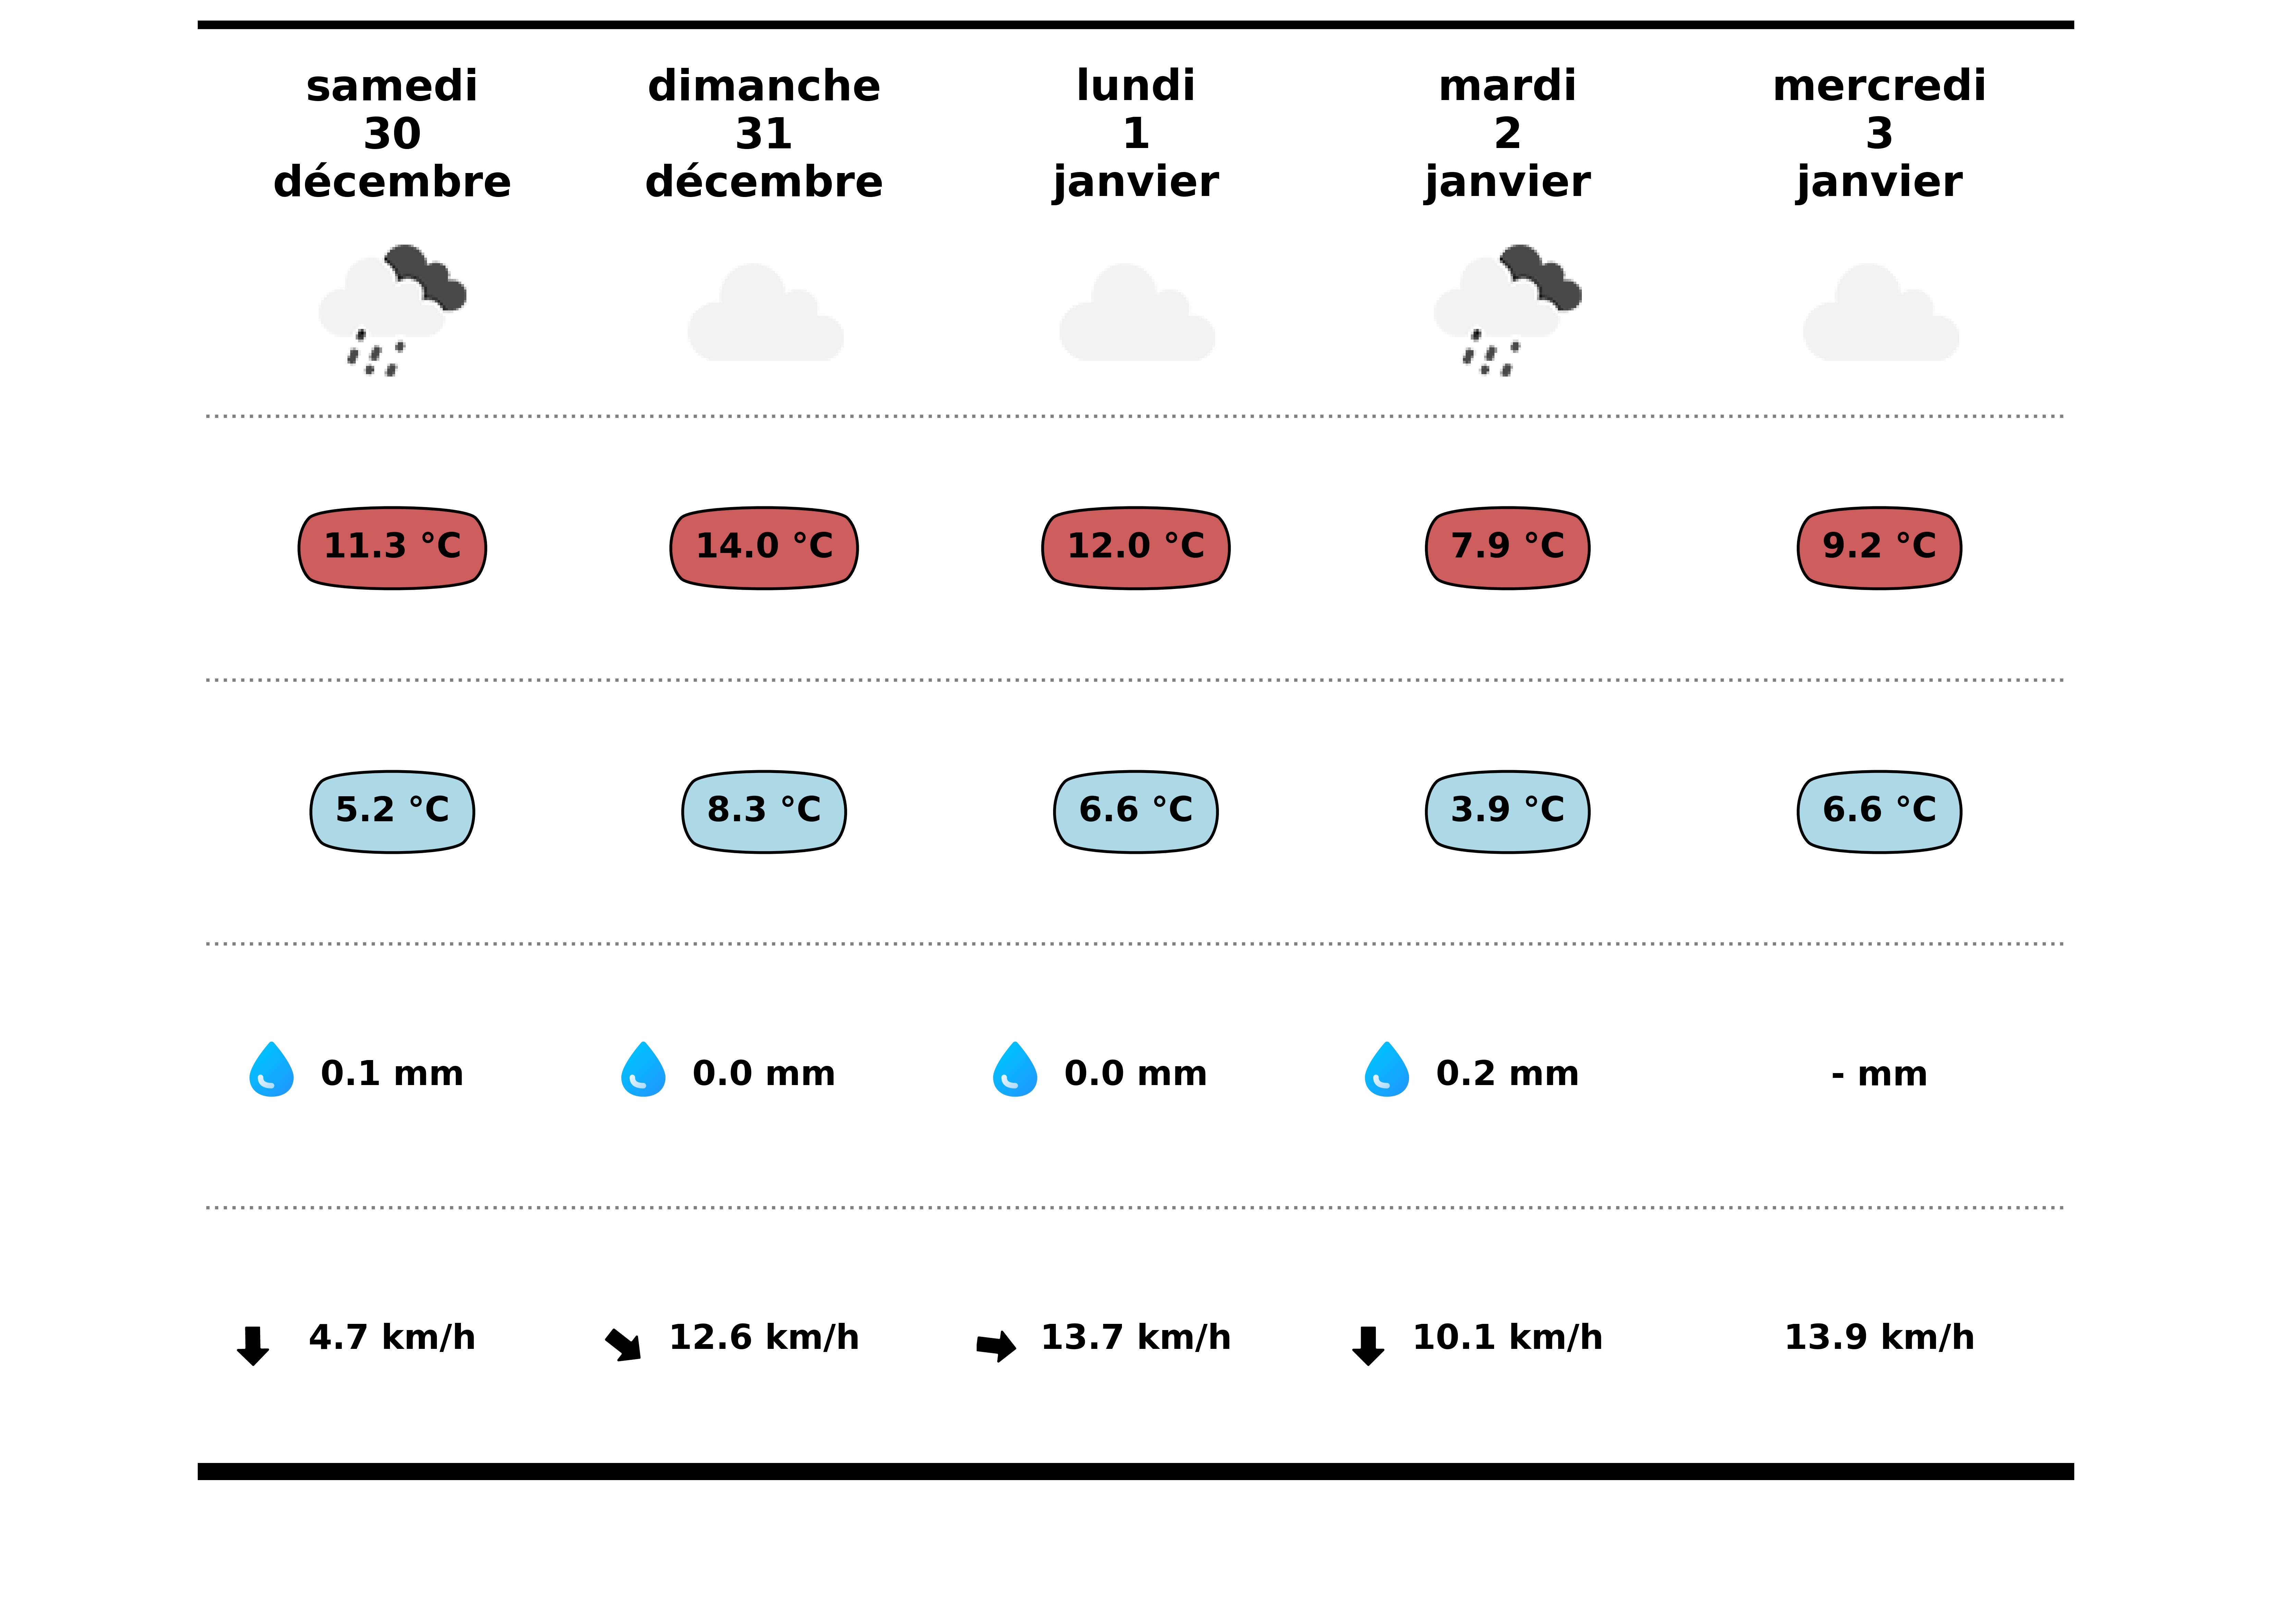 samedi
30
décembre
dimanche
31
décembre
lundi
1
janvier
mardi
2
janvier
mercredi
3
janvier
11.3 °C
14.0 °C
12.0 °C
7.9 °C
9.2 °C
5.2 °C
8.3 °C
6.6 °C
3.9 °C
6.6 °C
0.1 mm
0.0 mm
0.0 mm
0.2 mm
- mm
4.7 km/h
12.6 km/h
13.7 km/h
10.1 km/h
13.9 km/h